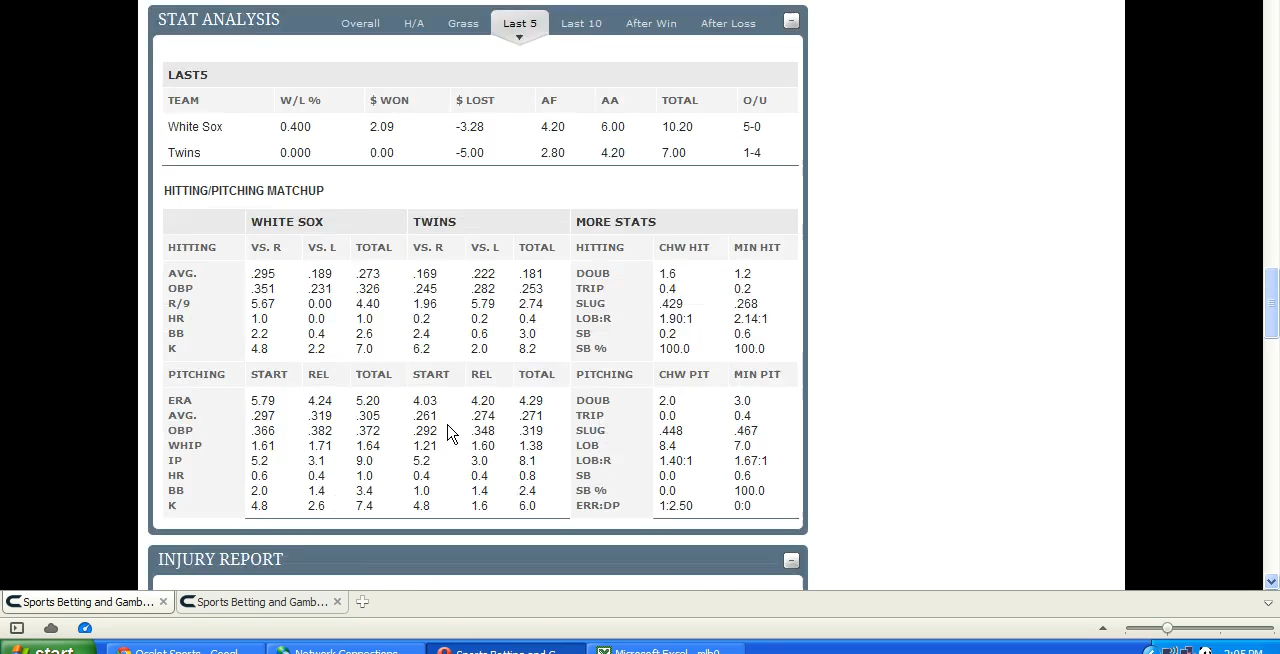 STAT ANALYSIS Overall H/A Grass Last 5 Last 10 After Win After Loss
LAST5
TEAM W/L % $ WON $ LOST AF AA TOTAL O/U
White Sox 0.400 2.09 -3.28 4.20 6.00 10.20 5-0
Twins 0.000 0.00 -5.00 2.80 4.20 7.00 1-4
HITTING/PITCHING MATCHUP
WHITE SOX TWINS MORE STATS
HITTING VS. R VS. L TOTAL VS. R VS. L TOTAL HITTING CHW HIT MIN HIT
AVG. .295 .189 .273 .169 .222 .181 DOUB 1.6 1.2
OBP .351 .231 .326 .245 .282 .253 TRIP 0.4 0.2
R/9 5.67 0.00 4.40 1.96 5.79 2.74 SLUG .429 .268
HR 1.0 0.0 1.0 0.2 0.2 0.4 LOB:R 1.90:1 2.14:1
BB 2.2 0.4 2.6 2.4 0.6 3.0 SB 0.2 0.6
K 4.8 2.2 7.0 6.2 2.0 8.2 SB % 100.0 100.0
PITCHING START REL TOTAL START REL TOTAL PITCHING CHW PIT MIN PIT
ERA 5.79 4.24 5.20 4.03 4.20 4.29 DOUB 2.0 3.0
AVG. .297 .319 .305 .261 .274 .271 TRIP 0.0 0.4
OBP .366 .382 .372 .292 .348 .319 SLUG .448 .467
WHIP 1.61 1.71 1.64 1.21 1.60 1.38 LOB 8.4 7.0
IP 5.2 3.1 9.0 5.2 3.0 8.1 LOB:R 1.40:1 1.67:1
HR 0.6 0.4 1.0 0.4 0.4 0.8 SB 0.0 0.6
BB 2.0 1.4 3.4 1.0 1.4 2.4 SB % 0.0 100.0
K 4.8 2.6 7.4 4.8 1.6 6.0 ERR:DP 1:2.50 0:0
INJURY REPORT
Sports Betting and Gamb... Sports Betting and Gamb...
start Ocelot Sports - Googl... Network Connections Sports Betting and G... Microsoft Excel - mlb0... 2:05 PM